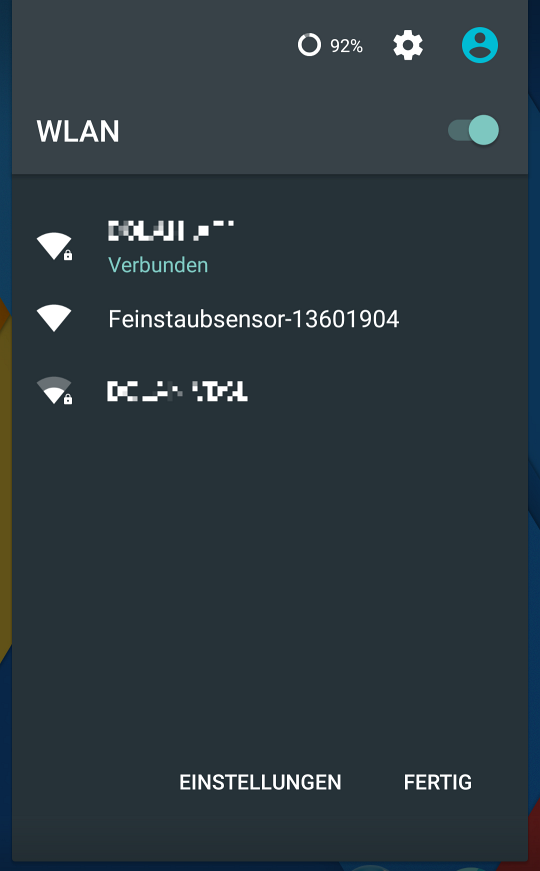 92%
WLAN
Verbunden
Feinstaubsensor-13601904
EINSTELLUNGEN
FERTIG